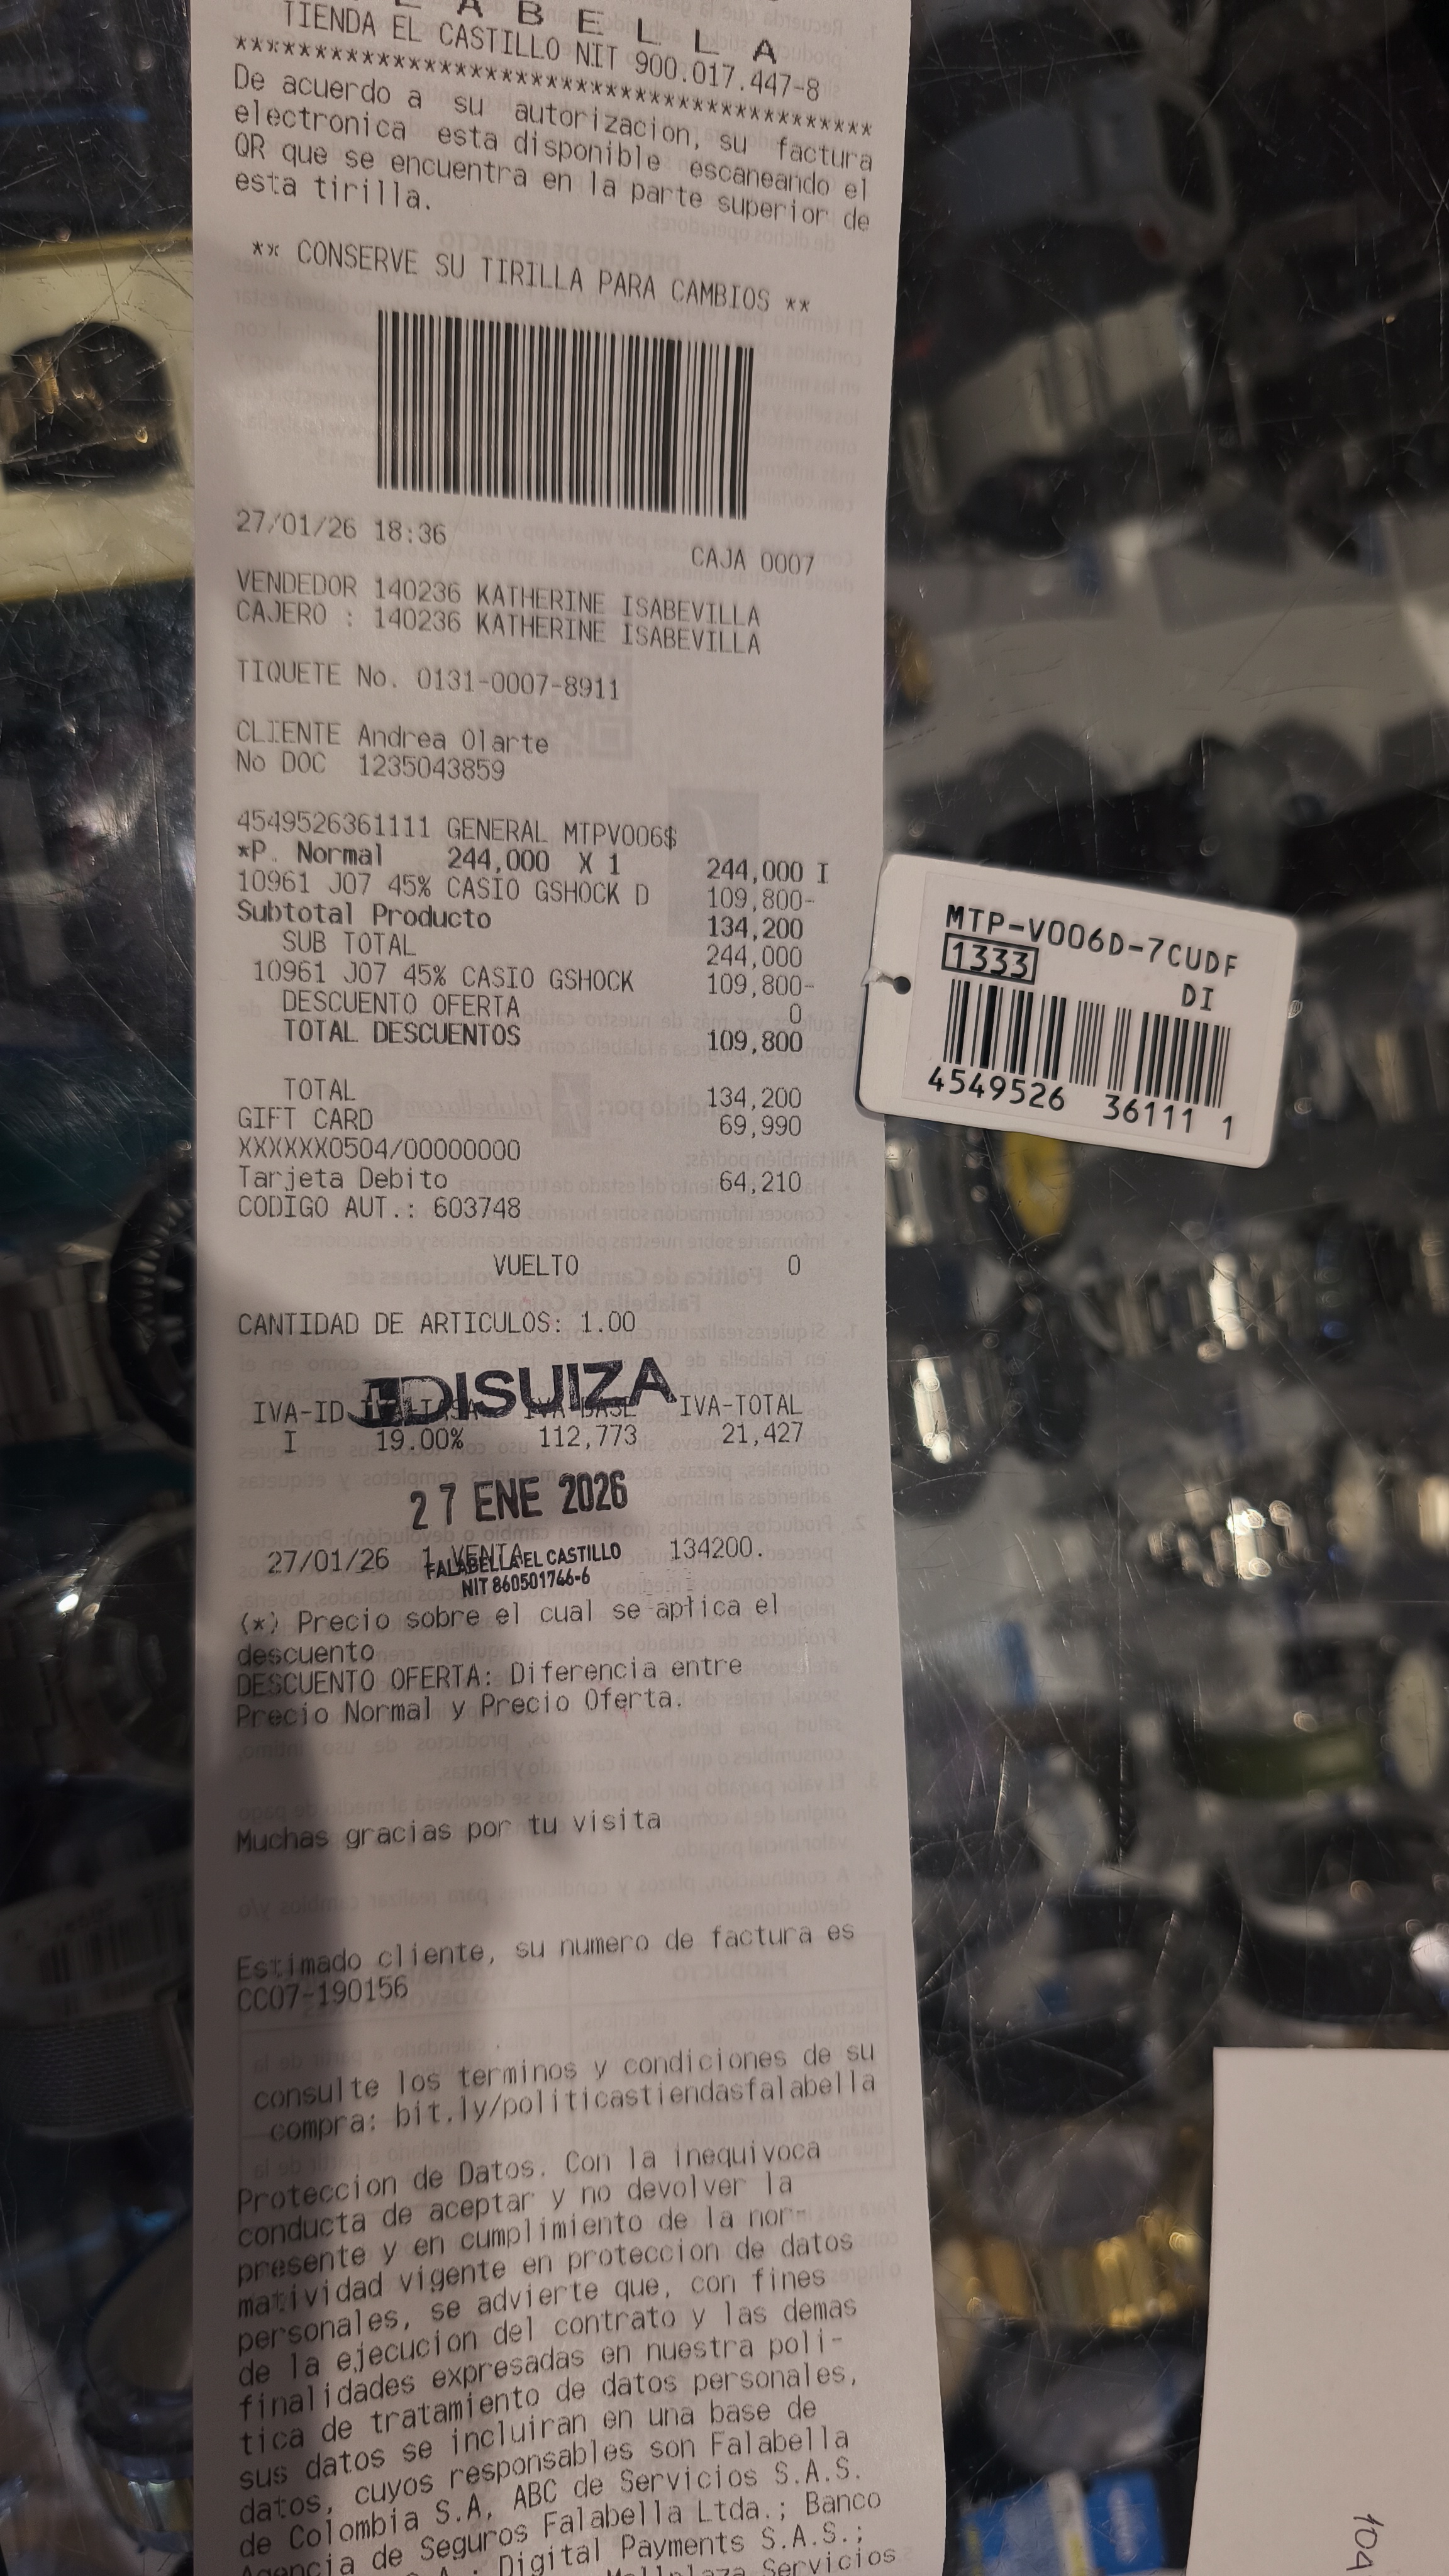 A B E L L A
TIENDA EL CASTILLO NIT 900.017.447-8
*****************************************
De acuerdo a su autorizacion, su factura
electronica esta disponible escaneando el
QR que se encuentra en la parte superior de
esta tirilla.
** CONSERVE SU TIRILLA PARA CAMBIOS **
27/01/26 18:36
CAJA 0007
VENDEDOR 140236 KATHERINE ISABEVILLA
CAJERO : 140236 KATHERINE ISABEVILLA
TIQUETE No. 0131-0007-8911
CLIENTE Andrea Olarte
No DOC 1235043859
4549526361111 GENERAL MTPV006$
*P. Normal 244,000 X 1 244,000 I
10961 J07 45% CASIO GSHOCK D 109,800-
Subtotal Producto 134,200
SUB TOTAL 244,000
10961 J07 45% CASIO GSHOCK 109,800-
DESCUENTO OFERTA 0
TOTAL DESCUENTOS 109,800
TOTAL 134,200
GIFT CARD 69,990
XXXXXX0504/00000000
Tarjeta Debito 64,210
CODIGO AUT.: 603748
VUELTO 0
CANTIDAD DE ARTICULOS: 1.00
DISUIZA
IVA-ID IVA-TASA IVA-BASE IVA-TOTAL
I 19.00% 112,773 21,427
27 ENE 2026
27/01/26 1 VENTA 134200.
FALABELLA EL CASTILLO
NIT 860501746-6
(*) Precio sobre el cual se aplica el
descuento
DESCUENTO OFERTA: Diferencia entre
Precio Normal y Precio Oferta.
Muchas gracias por tu visita
Estimado cliente, su numero de factura es
CC07-190156
consulte los terminos y condiciones de su
compra: bit.ly/politicastiendasfalabella
Proteccion de Datos. Con la inequivoca
conducta de aceptar y no devolver la
presente y en cumplimiento de la nor-
matividad vigente en proteccion de datos
personales, se advierte que, con fines
de la ejecucion del contrato y las demas
finalidades expresadas en nuestra poli-
tica de tratamiento de datos personales,
sus datos se incluiran en una base de
datos, cuyos responsables son Falabella
de Colombia S.A, ABC de Servicios S.A.S.
Agencia de Seguros Falabella Ltda.; Banco
Digital Payments S.A.S.;
Mallplaza Servicios
MTP-V006D-7CUDF
1333
DI
4549526 36111 1